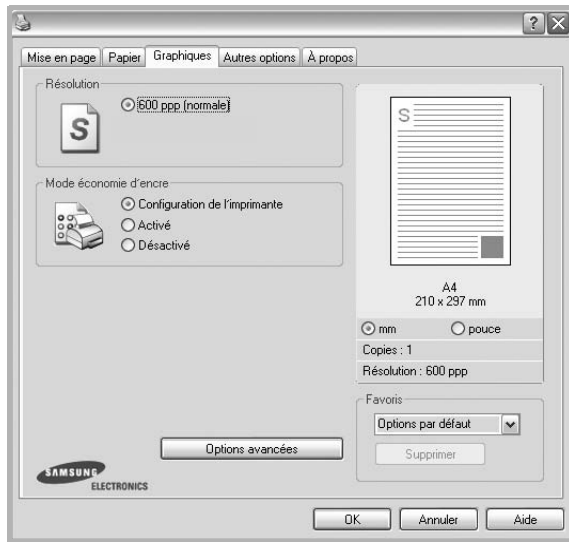 Mise en page
Papier
Graphiques
Autres options
À propos
Résolution
600 ppp (normale)
S
Mode économie d'encre
Configuration de l'imprimante
Activé
Désactivé
Options avancées
SAMSUNG
ELECTRONICS
S
A4
210 x 297 mm
mm
pouce
Copies : 1
Résolution : 600 ppp
Favoris
Options par défaut
Supprimer
OK
Annuler
Aide